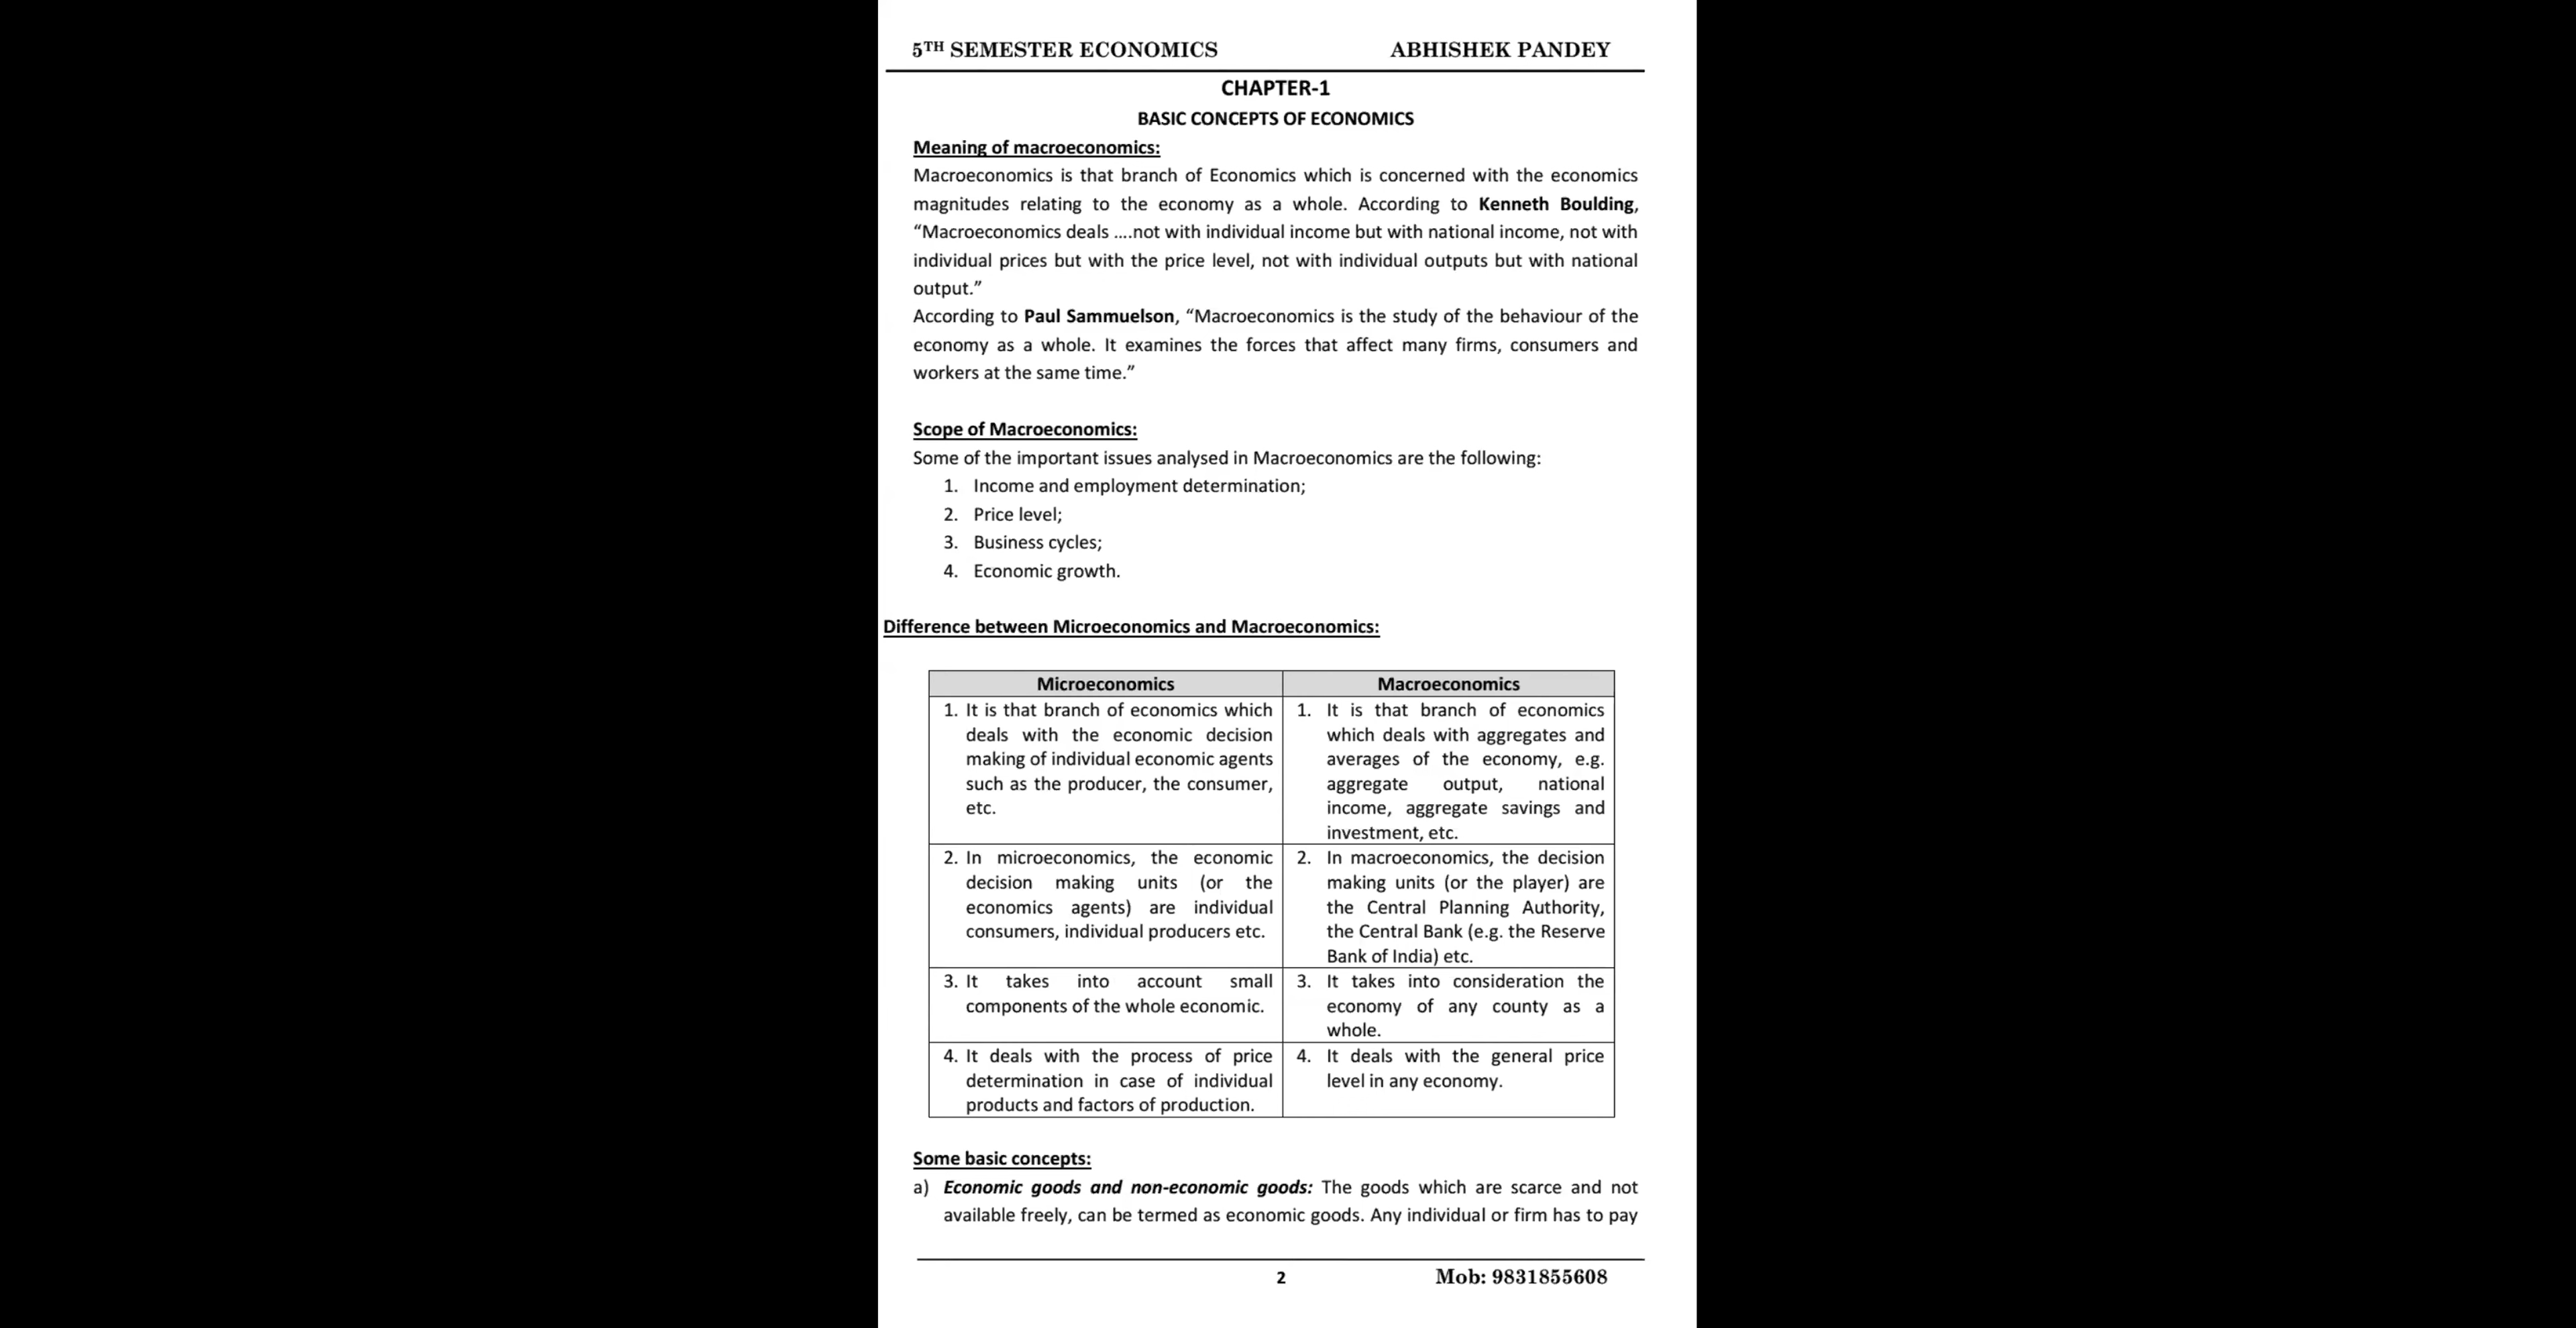 5TH SEMESTER ECONOMICS ABHISHEK PANDEY
CHAPTER-1
BASIC CONCEPTS OF ECONOMICS
Meaning of macroeconomics:
Macroeconomics is that branch of Economics which is concerned with the economics
magnitudes relating to the economy as a whole. According to Kenneth Boulding,
“Macroeconomics deals ....not with individual income but with national income, not with
individual prices but with the price level, not with individual outputs but with national
output.”
According to Paul Sammuelson, “Macroeconomics is the study of the behaviour of the
economy as a whole. It examines the forces that affect many firms, consumers and
workers at the same time.”
Scope of Macroeconomics:
Some of the important issues analysed in Macroeconomics are the following:
1. Income and employment determination;
2. Price level;
3. Business cycles;
4. Economic growth.
Difference between Microeconomics and Macroeconomics:
Microeconomics
Macroeconomics
1. It is that branch of economics which
deals with the economic decision
making of individual economic agents
such as the producer, the consumer,
etc.
1. It is that branch of economics
which deals with aggregates and
averages of the economy, e.g.
aggregate output, national
income, aggregate savings and
investment, etc.
2. In microeconomics, the economic
decision making units (or the
economics agents) are individual
consumers, individual producers etc.
2. In macroeconomics, the decision
making units (or the player) are
the Central Planning Authority,
the Central Bank (e.g. the Reserve
Bank of India) etc.
3. It takes into account small
components of the whole economic.
3. It takes into consideration the
economy of any county as a
whole.
4. It deals with the process of price
determination in case of individual
products and factors of production.
4. It deals with the general price
level in any economy.
Some basic concepts:
a) Economic goods and non-economic goods: The goods which are scarce and not
available freely, can be termed as economic goods. Any individual or firm has to pay
2 Mob: 9831855608